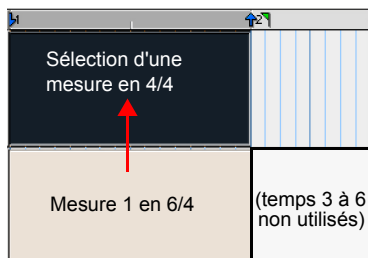 1
2
Sélection d'une
mesure en 4/4
Mesure 1 en 6/4
(temps 3 à 6
non utilisés)